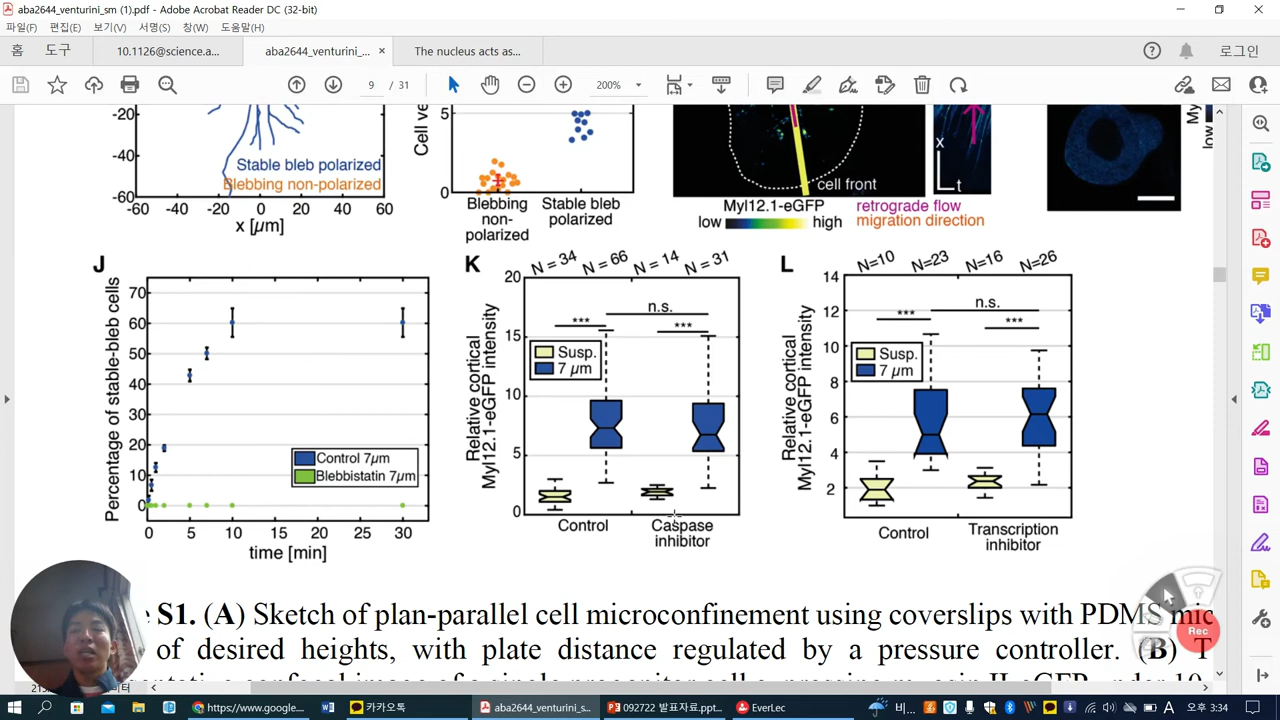 aba2644_venturini_sm (1).pdf - Adobe Acrobat Reader DC (32-bit)
파일(F) 편집(E) 보기(V) 서명(S) 창(W) 도움말(H)
홈 도구 10.1126@science.a... aba2644_venturini_... × The nucleus acts as... 로그인
9 / 31 200%
-20
-40
-60
Stable bleb polarized
Blebbing non-polarized
-60 -40 -20 0 20 40 60
x [µm]
Cell ve
5
0
Blebbing non-polarized
Stable bleb polarized
cell front
Myl12.1-eGFP
low high
x
t
retrograde flow
migration direction
My
low
J
Percentage of stable-bleb cells
70
60
50
40
30
20
10
0
Control 7µm
Blebbistatin 7µm
0 5 10 15 20 25 30
time [min]
K
N = 34 N = 66 N = 14 N = 31
Relative cortical
Myl12.1-eGFP intensity
20
15
10
5
0
n.s.
*** ***
Susp.
7 µm
Control
Caspase inhibitor
L
N=10 N=23 N=16 N=26
Relative cortical
Myl12.1-eGFP intensity
14
12
10
8
6
4
2
n.s.
*** ***
Susp.
7 µm
Control
Transcription inhibitor
e S1. (A) Sketch of plan-parallel cell microconfinement using coverslips with PDMS mic
of desired heights, with plate distance regulated by a pressure controller. (B) T
Rec
https://www.google... 카카오톡 aba2644_venturini_s... 092722 발표자료.ppt... EverLec 비... A 오후 3:34